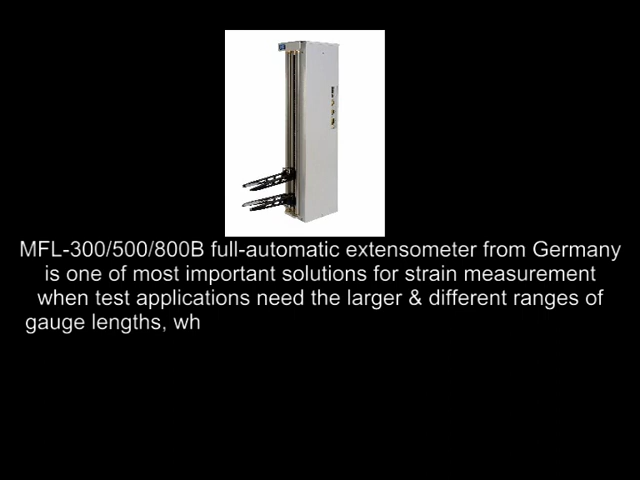 MFL-300/500/800B full-automatic extensometer from Germany
is one of most important solutions for strain measurement
when test applications need the larger & different ranges of
gauge lengths, wh